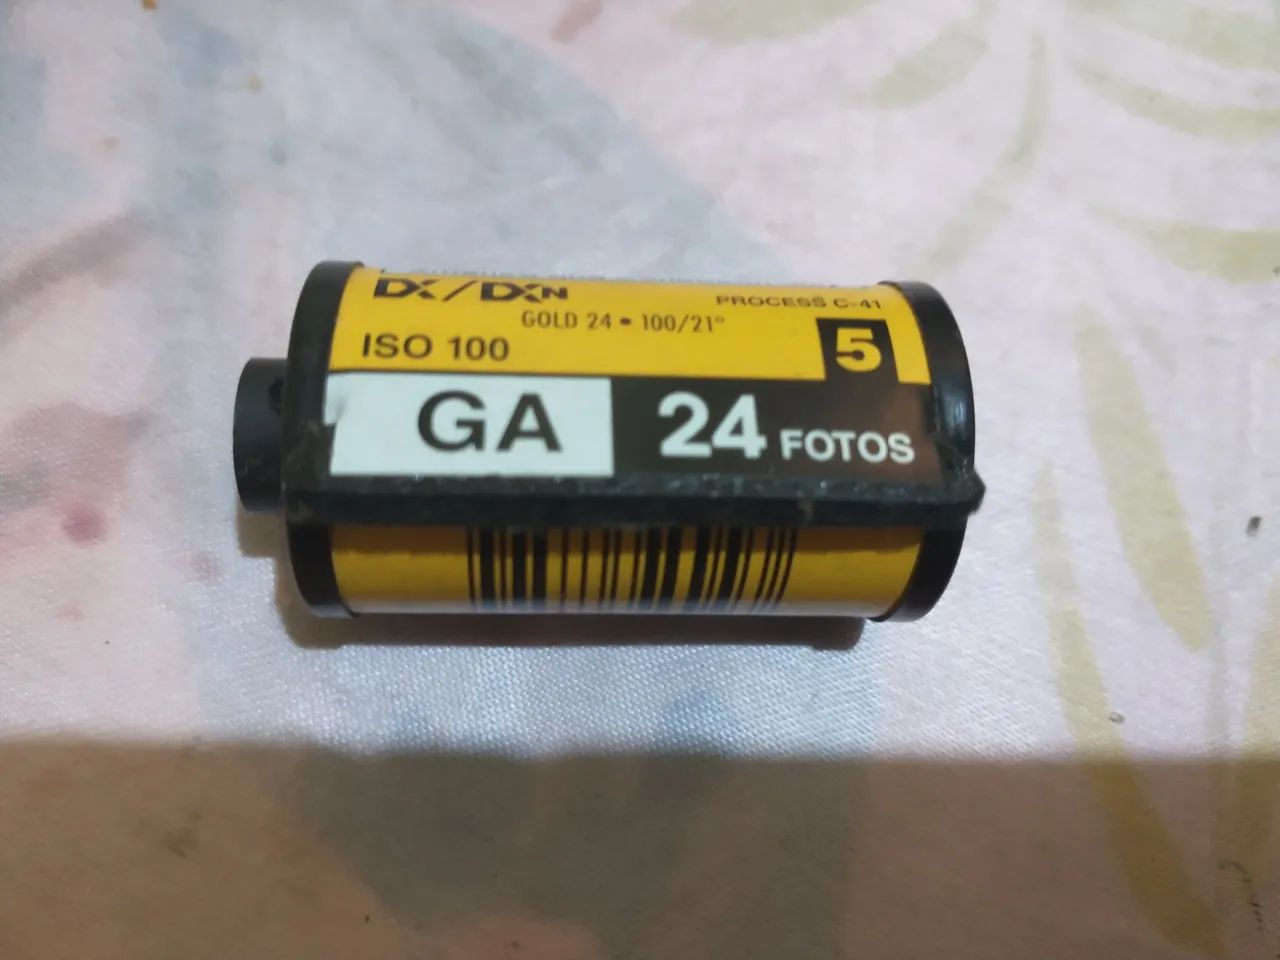 DX/DXN
PROCESS C-41
GOLD 24 • 100/21°
ISO 100
5
GA
24 FOTOS